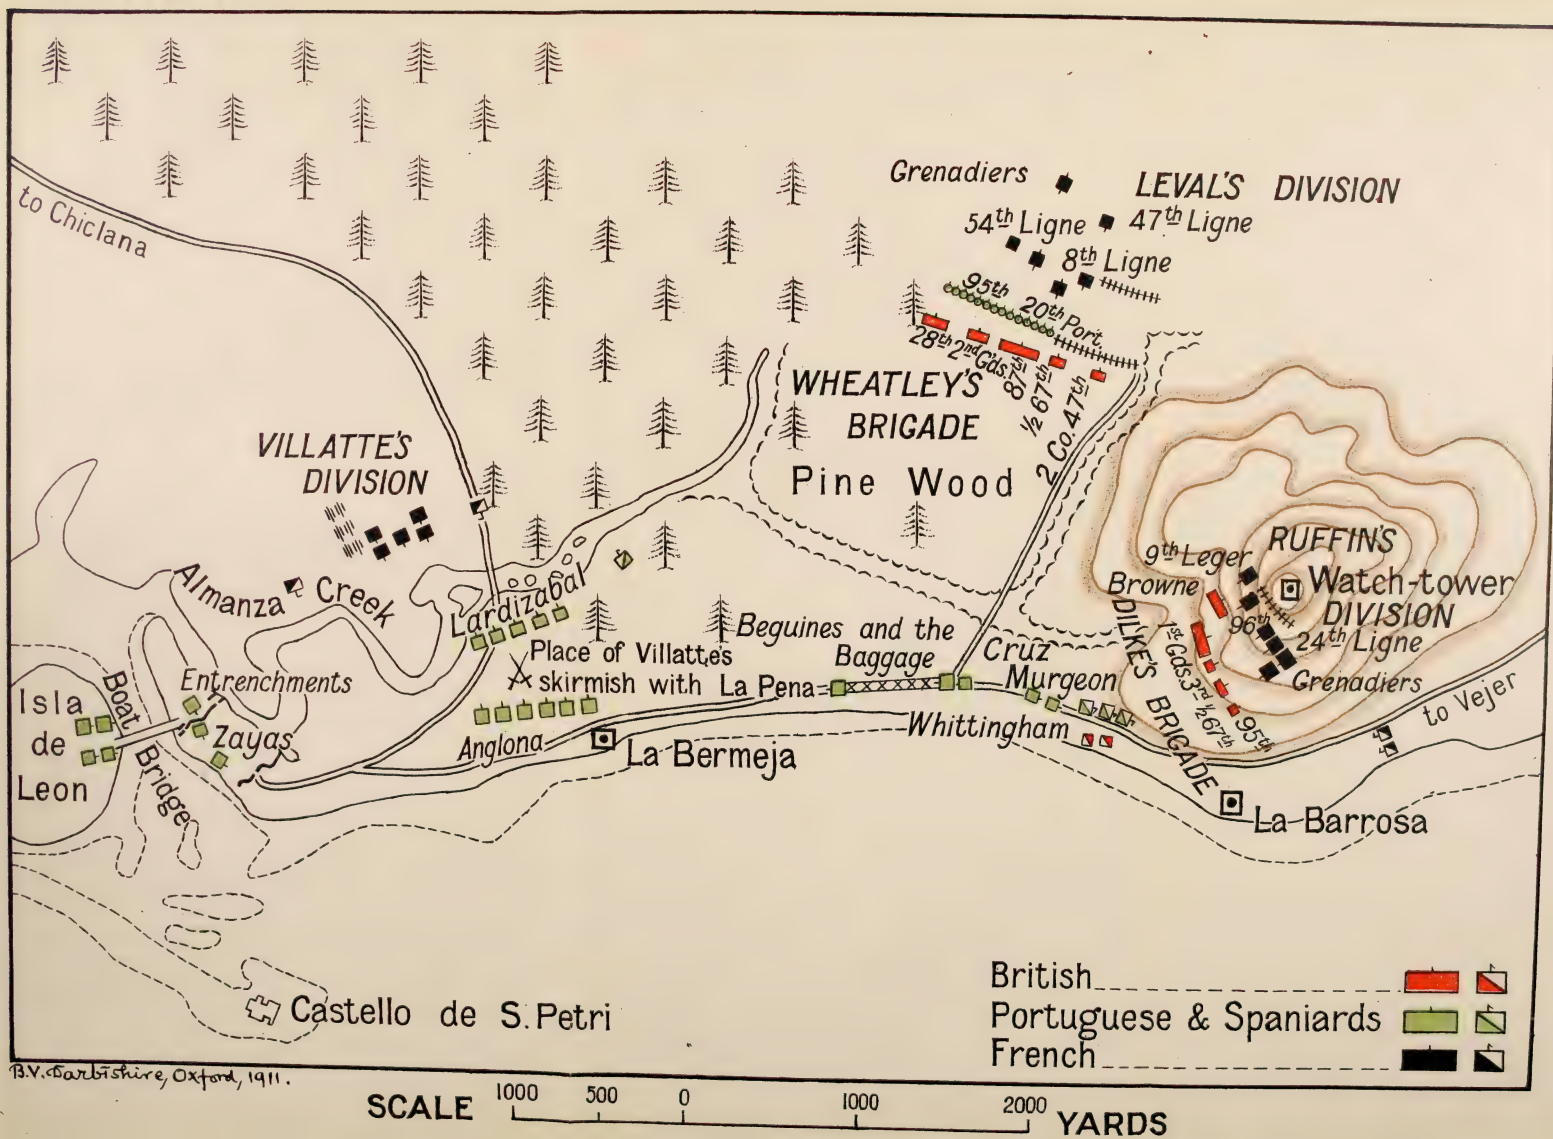 to Chiclana
Grenadiers
LEVAL'S DIVISION
54th Ligne
47th Ligne
8th Ligne
95th
20th Port.
28th
2nd Gds.
87th
½ 67th
2 Co. 47th
WHEATLEY'S
BRIGADE
Pine Wood
VILLATTE'S
DIVISION
Almanza Creek
Lardizabal
RUFFIN'S
9th Leger
Watch-tower
Browne
DIVISION
96th
24th Ligne
Grenadiers
DILKE'S BRIGADE
1st Gds.
3rd
½ 67th
95th
Place of Villatte's
skirmish with La Pena
Beguines and the
Baggage
Cruz
Murgeon
Whittingham
to Vejer
Isla
de
Leon
Boat
Bridge
Entrenchments
Zayas
Anglona
La Bermeja
La Barrosa
Castello de S. Petri
British
Portuguese & Spaniards
French
B.V. Darbishire, Oxford, 1911.
SCALE 1000 500 0 1000 2000 YARDS